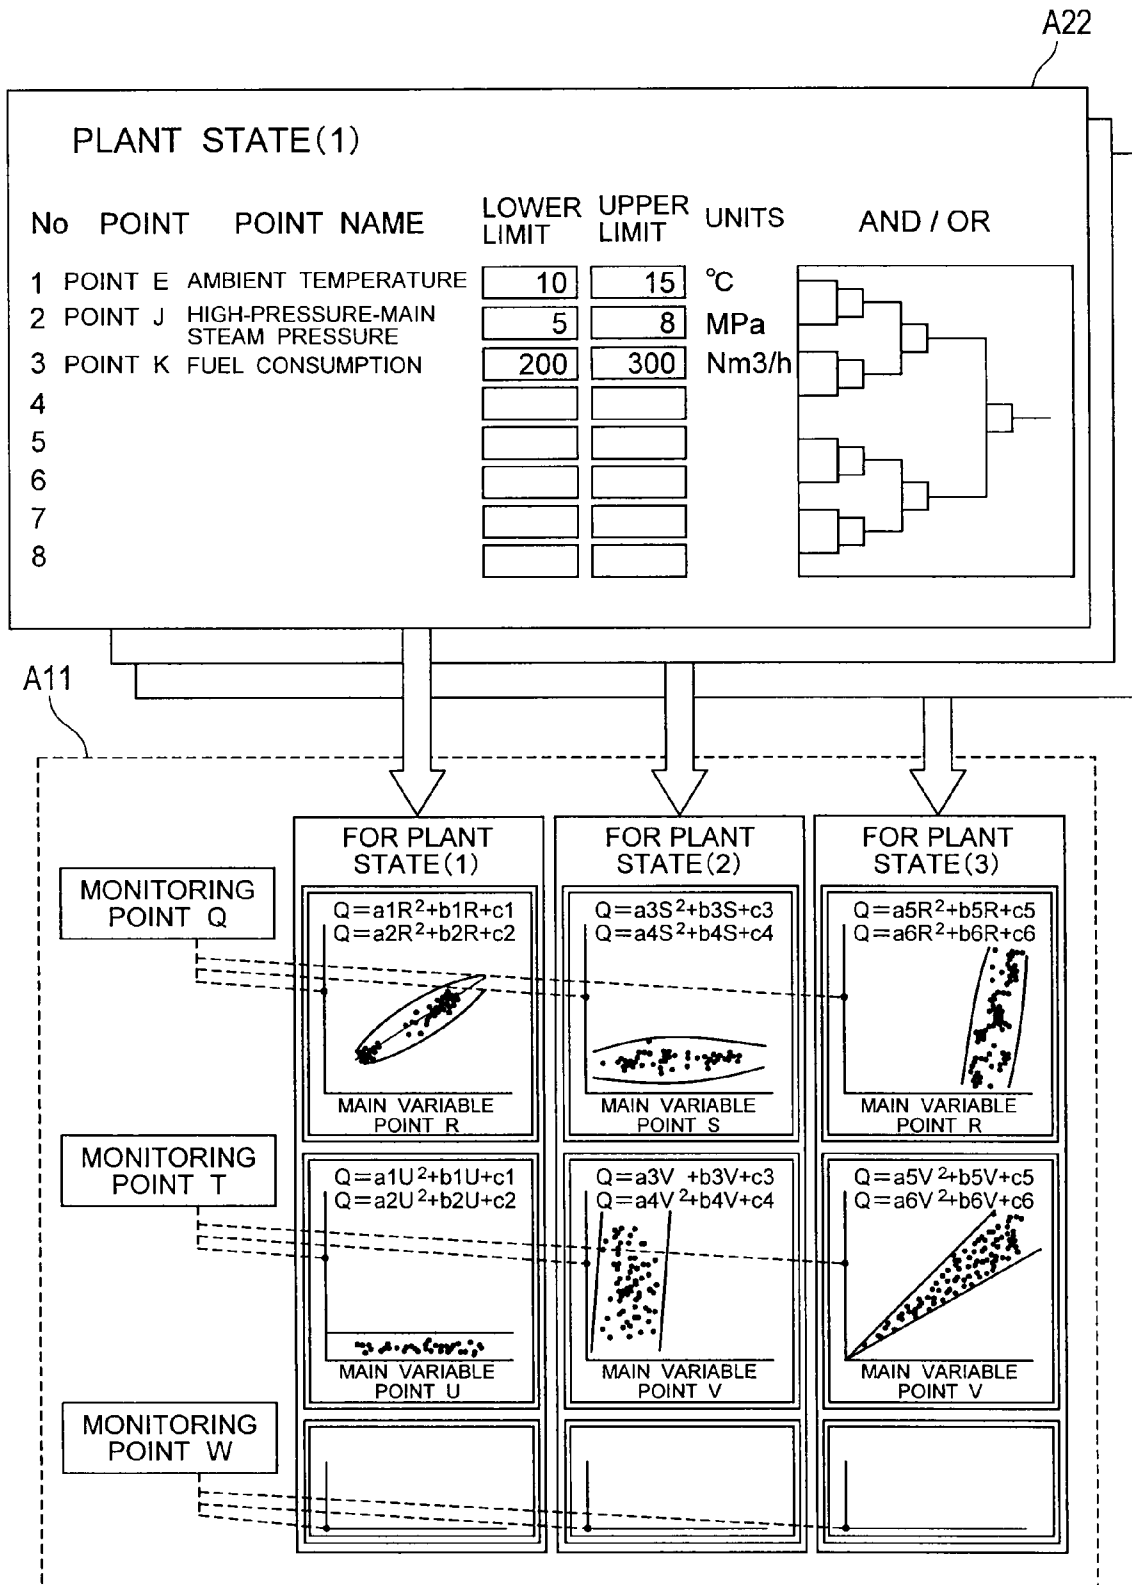 A22
PLANT STATE(1)
No POINT POINT NAME LOWER LIMIT UPPER LIMIT UNITS AND / OR
1 POINT E AMBIENT TEMPERATURE 10 15 °C
2 POINT J HIGH-PRESSURE-MAIN STEAM PRESSURE 5 8 MPa
3 POINT K FUEL CONSUMPTION 200 300 Nm3/h
4
5
6
7
8
A11
FOR PLANT STATE(1)
FOR PLANT STATE(2)
FOR PLANT STATE(3)
MONITORING
POINT Q
Q=a1R²+b1R+c1
Q=a2R²+b2R+c2
MAIN VARIABLE
POINT R
Q=a3S²+b3S+c3
Q=a4S²+b4S+c4
MAIN VARIABLE
POINT S
Q=a5R²+b5R+c5
Q=a6R²+b6R+c6
MAIN VARIABLE
POINT R
MONITORING
POINT T
Q=a1U²+b1U+c1
Q=a2U²+b2U+c2
MAIN VARIABLE
POINT U
Q=a3V +b3V+c3
Q=a4V²+b4V+c4
MAIN VARIABLE
POINT V
Q=a5V²+b5V+c5
Q=a6V²+b6V+c6
MAIN VARIABLE
POINT V
MONITORING
POINT W